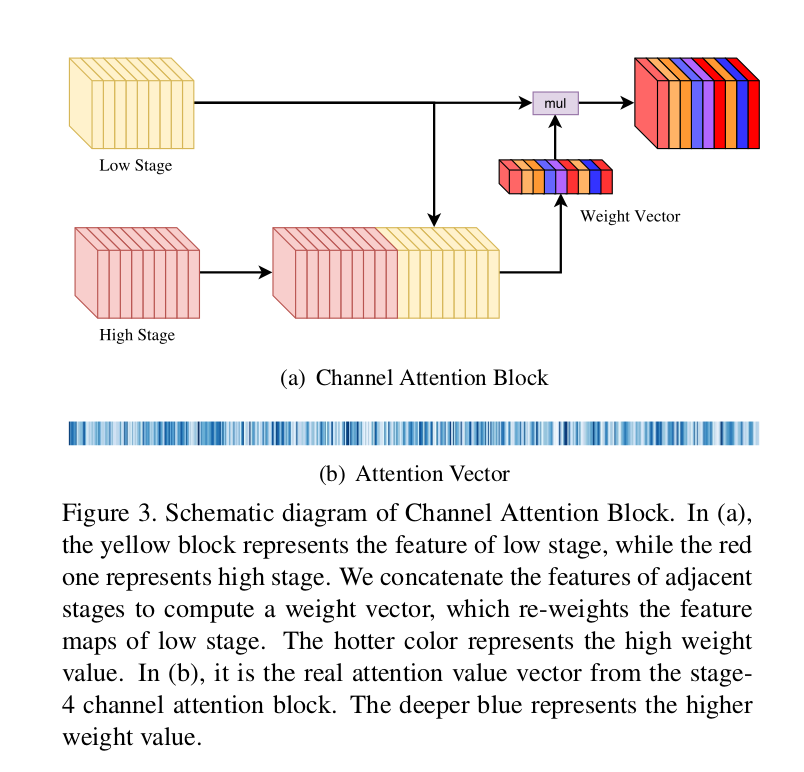 mul
Low Stage
Weight Vector
High Stage
(a) Channel Attention Block
(b) Attention Vector
Figure 3. Schematic diagram of Channel Attention Block. In (a),
the yellow block represents the feature of low stage, while the red
one represents high stage. We concatenate the features of adjacent
stages to compute a weight vector, which re-weights the feature
maps of low stage. The hotter color represents the high weight
value. In (b), it is the real attention value vector from the stage-
4 channel attention block. The deeper blue represents the higher
weight value.